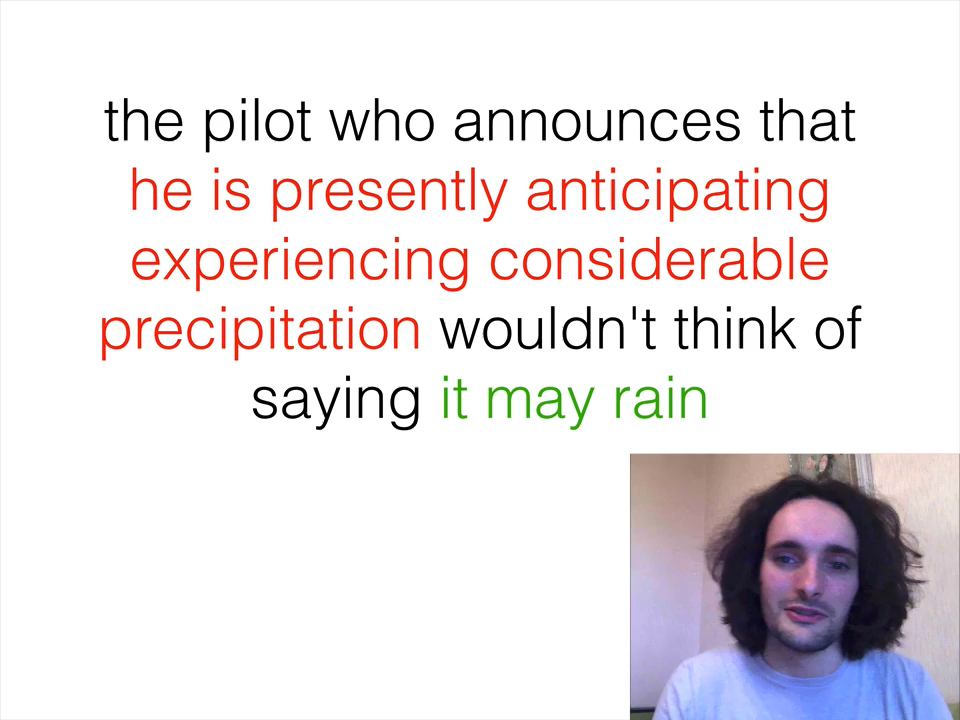 the pilot who announces that
he is presently anticipating
experiencing considerable
precipitation wouldn't think of
saying it may rain